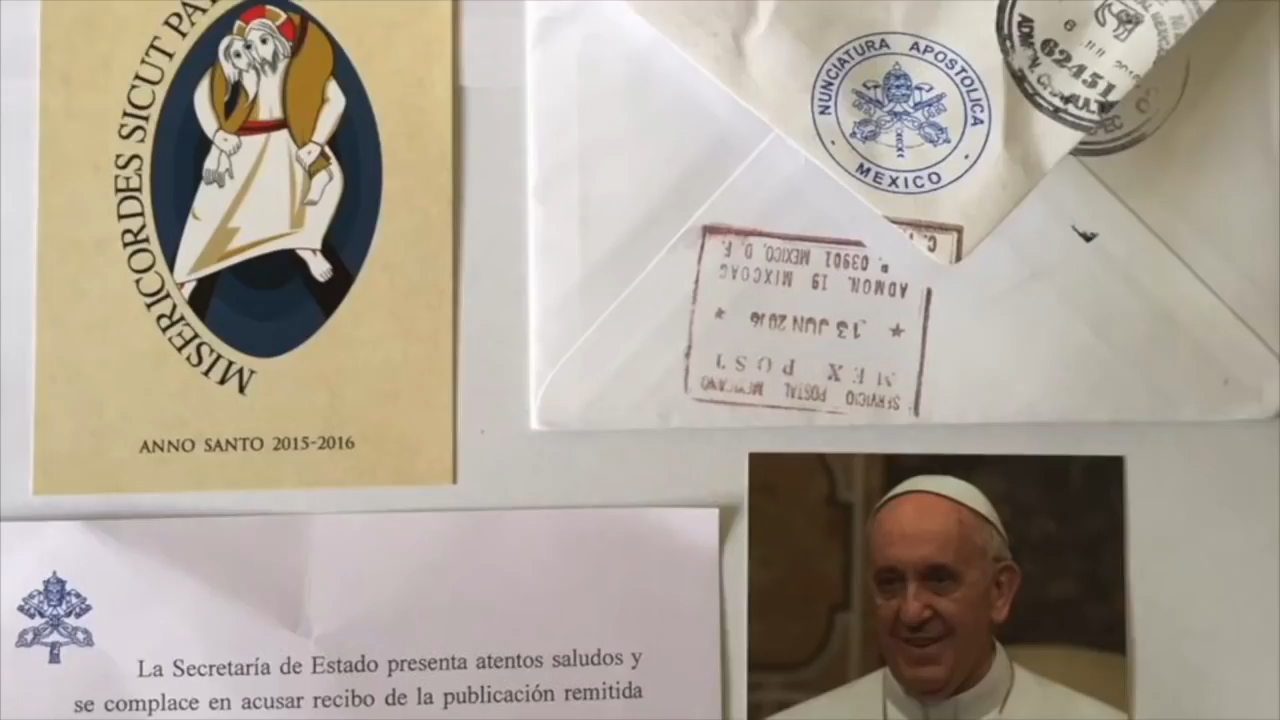 MISERICORDES SICUT PA
ANNO SANTO 2015-2016
NUNCIATURA APOSTOLICA
MEXICO
62451
SERVICIO POSTAL MEXICANO
MEX POST
★ 13 JUN 2016 ★
ADMON. 19 MIXCOAC
P. 03901 MEXICO, D. F.
La Secretaría de Estado presenta atentos saludos y
se complace en acusar recibo de la publicación remitida